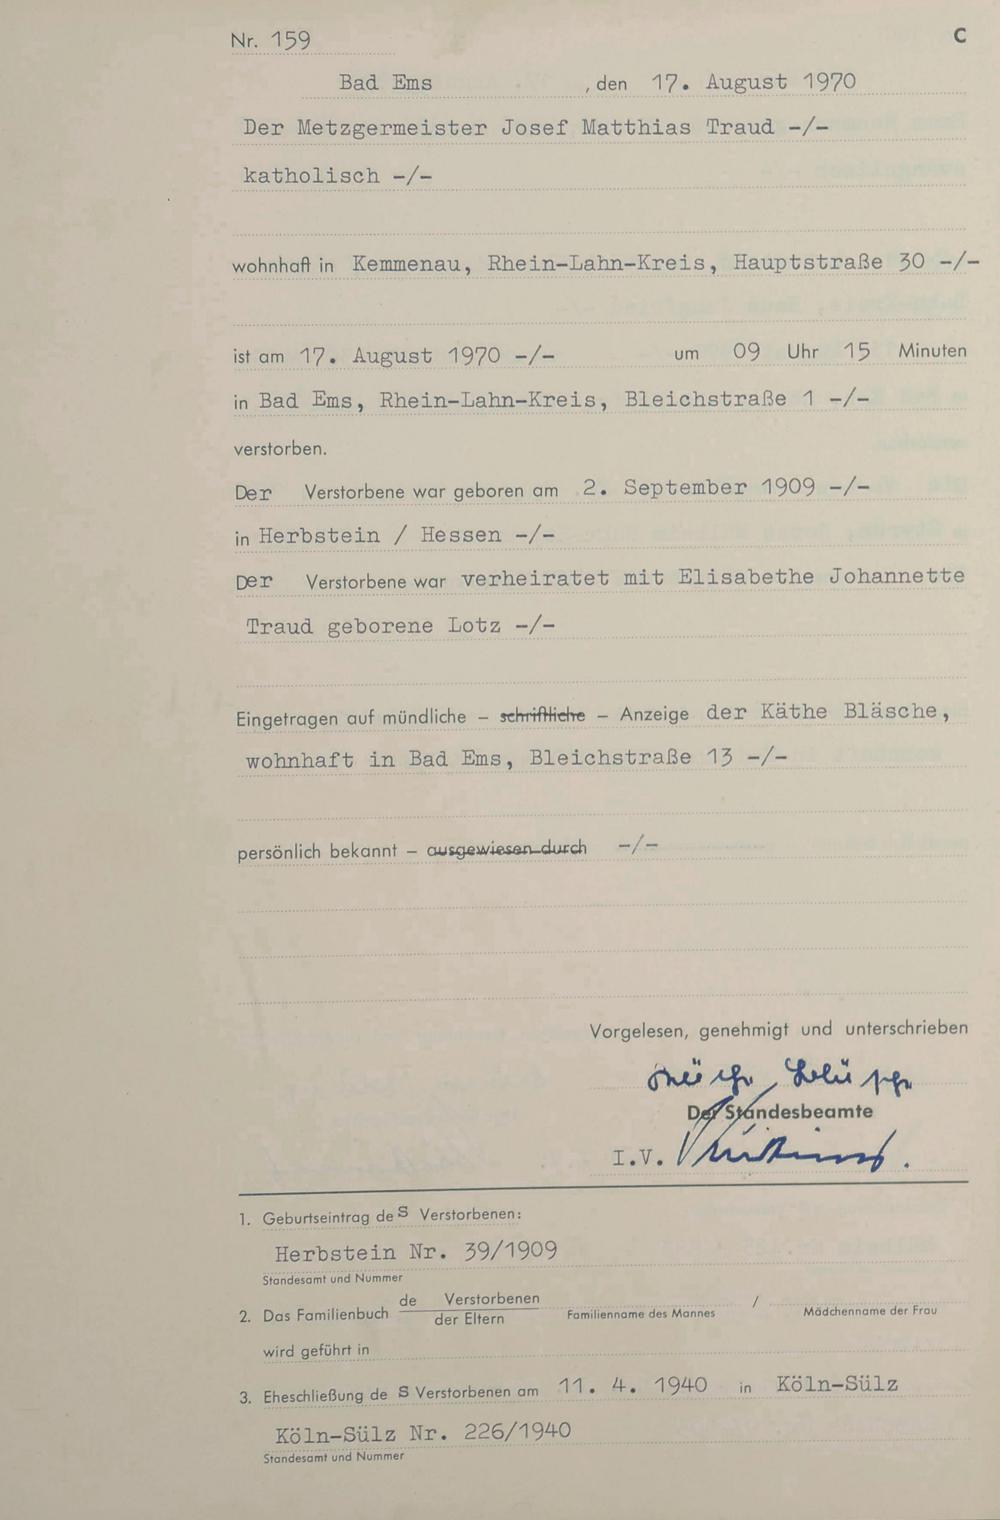 Nr. 159
C
Bad Ems , den 17. August 1970
Der Metzgermeister Josef Matthias Traud -/-
katholisch -/-
wohnhaft in Kemmenau, Rhein-Lahn-Kreis, Hauptstraße 30 -/-
ist am 17. August 1970 -/- um 09 Uhr 15 Minuten
in Bad Ems, Rhein-Lahn-Kreis, Bleichstraße 1 -/-
verstorben.
Der Verstorbene war geboren am 2. September 1909 -/-
in Herbstein / Hessen -/-
Der Verstorbene war verheiratet mit Elisabethe Johannette
Traud geborene Lotz -/-
Eingetragen auf mündliche – schriftliche – Anzeige der Käthe Bläsche,
wohnhaft in Bad Ems, Bleichstraße 13 -/-
persönlich bekannt – ausgewiesen durch -/-
Vorgelesen, genehmigt und unterschrieben
Der Standesbeamte
I.V.
1. Geburtseintrag des Verstorbenen:
Herbstein Nr. 39/1909
Standesamt und Nummer
2. Das Familienbuch de Verstorbenen / der Eltern
Familienname des Mannes Mädchenname der Frau
wird geführt in
3. Eheschließung des Verstorbenen am 11. 4. 1940 in Köln-Sülz
Köln-Sülz Nr. 226/1940
Standesamt und Nummer